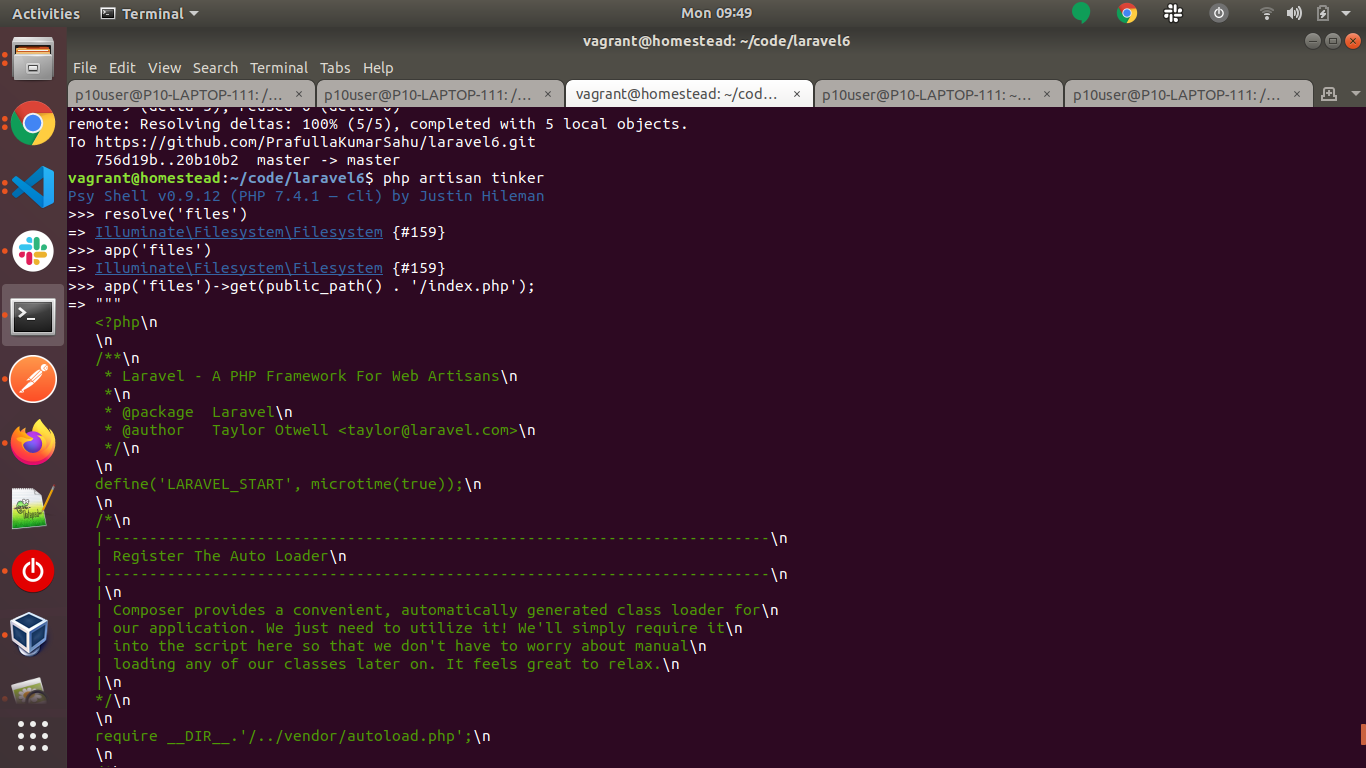 Activities
Terminal
Mon 09:49
vagrant@homestead: ~/code/laravel6
File Edit View Search Terminal Tabs Help
p10user@P10-LAPTOP-111: /...
p10user@P10-LAPTOP-111: /...
vagrant@homestead: ~/cod...
p10user@P10-LAPTOP-111: ~...
p10user@P10-LAPTOP-111: /...
remote: Resolving deltas: 100% (5/5), completed with 5 local objects.
To https://github.com/PrafullaKumarSahu/laravel6.git
   756d19b..20b10b2  master -> master
vagrant@homestead:~/code/laravel6$ php artisan tinker
Psy Shell v0.9.12 (PHP 7.4.1 — cli) by Justin Hileman
>>> resolve('files')
=> Illuminate\Filesystem\Filesystem {#159}
>>> app('files')
=> Illuminate\Filesystem\Filesystem {#159}
>>> app('files')->get(public_path() . '/index.php');
=> """
   <?php\n
   \n
   /**\n
    * Laravel - A PHP Framework For Web Artisans\n
    *\n
    * @package  Laravel\n
    * @author   Taylor Otwell <taylor@laravel.com>\n
    */\n
   \n
   define('LARAVEL_START', microtime(true));\n
   \n
   /*\n
   |--------------------------------------------------------------------------\n
   | Register The Auto Loader\n
   |--------------------------------------------------------------------------\n
   |\n
   | Composer provides a convenient, automatically generated class loader for\n
   | our application. We just need to utilize it! We'll simply require it\n
   | into the script here so that we don't have to worry about manual\n
   | loading any of our classes later on. It feels great to relax.\n
   |\n
   */\n
   \n
   require __DIR__.'/../vendor/autoload.php';\n
   \n